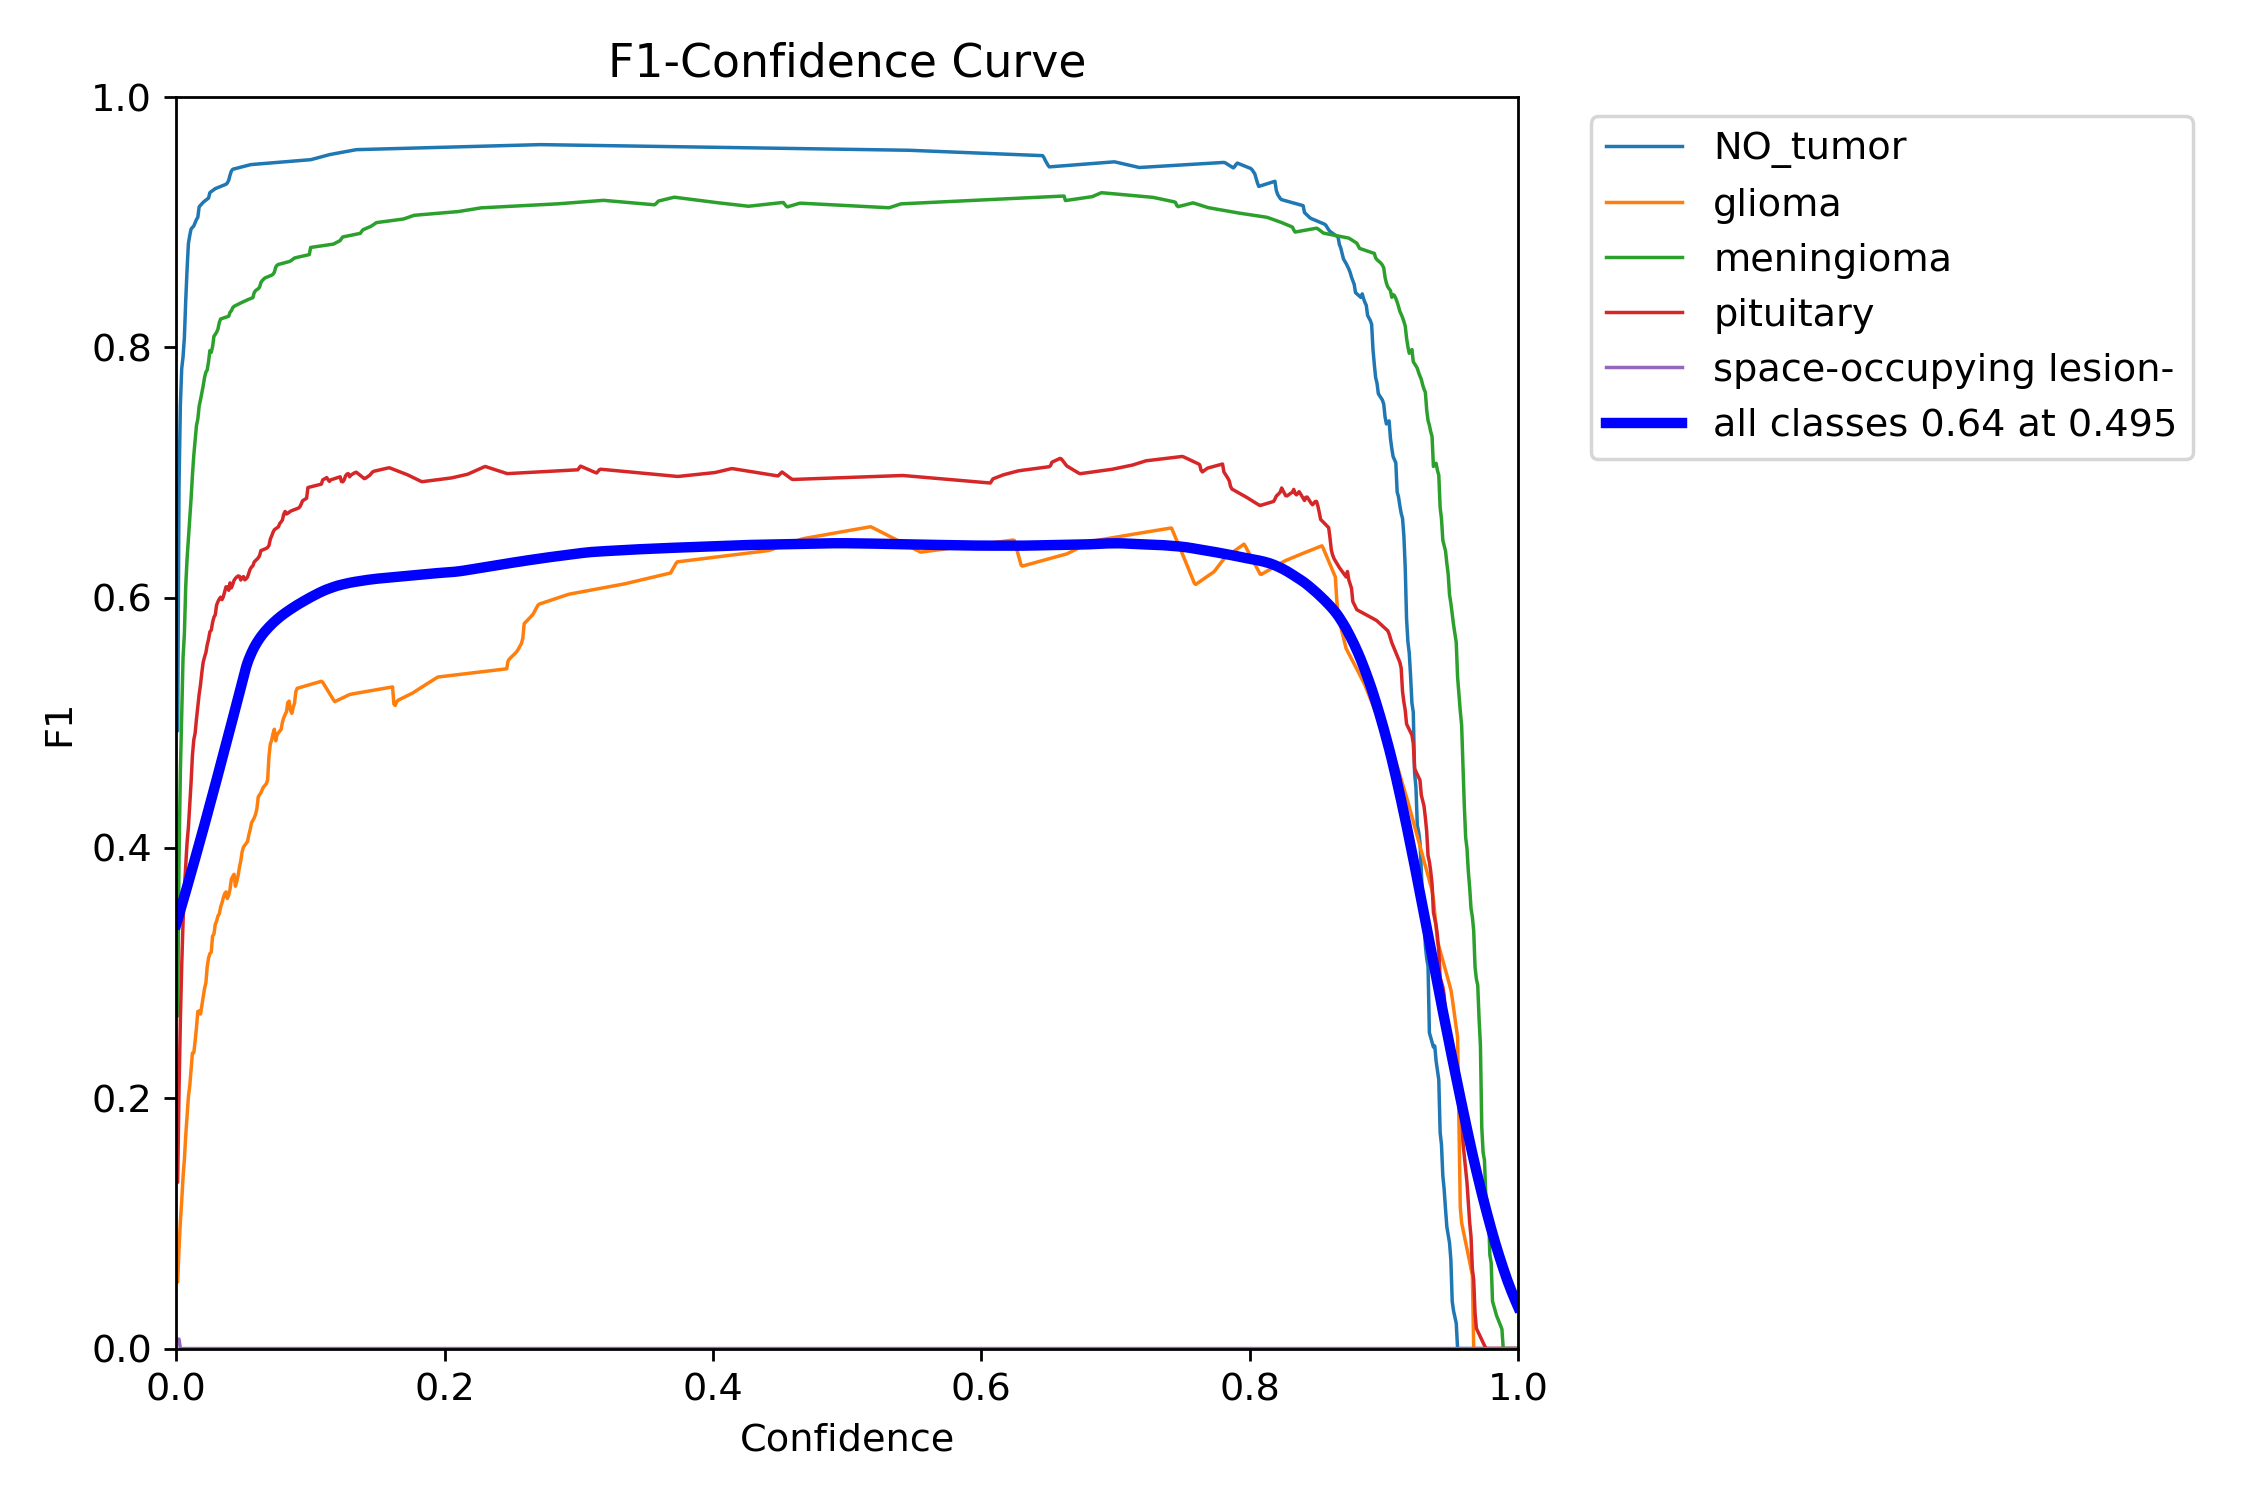 F1-Confidence Curve
1.0
0.8
0.6
0.4
0.2
0.0
F1
0.0 0.2 0.4 0.6 0.8 1.0
Confidence
NO_tumor
glioma
meningioma
pituitary
space-occupying lesion-
all classes 0.64 at 0.495